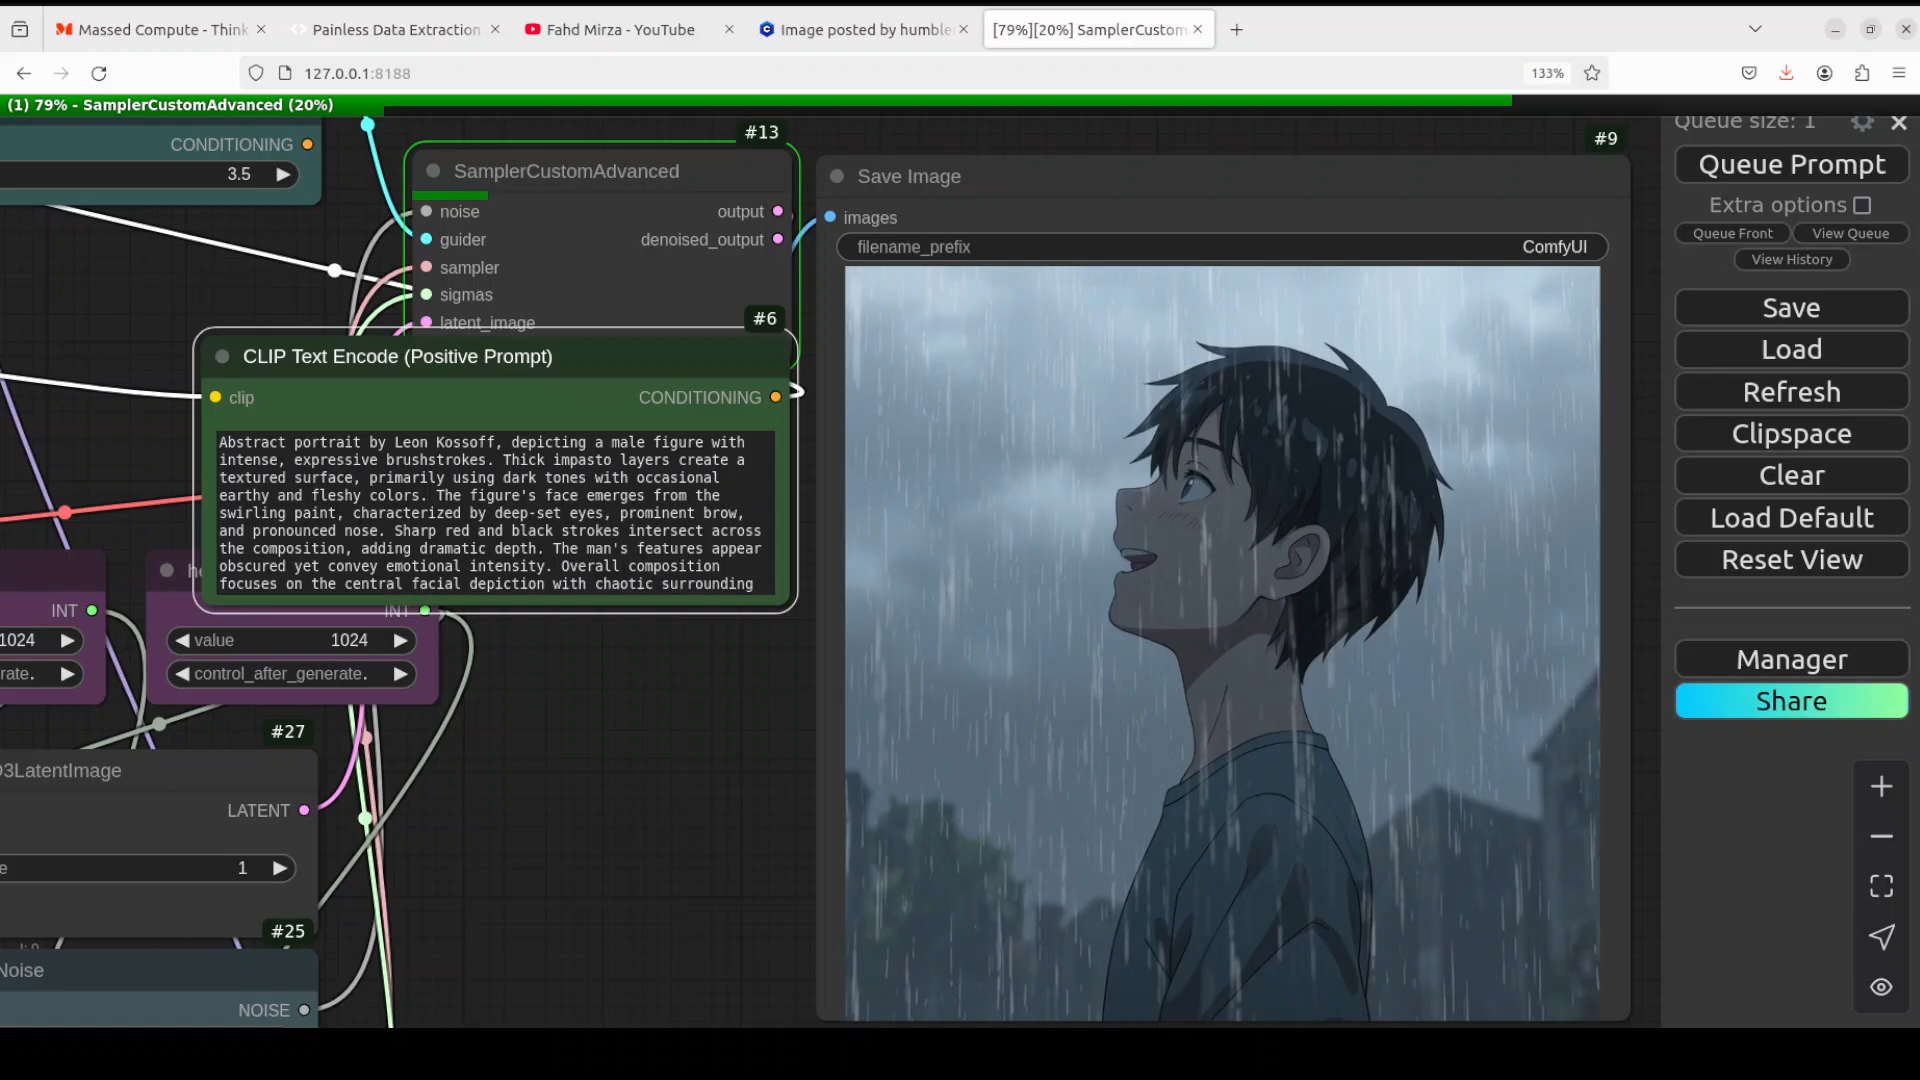 Massed Compute - Think
Painless Data Extraction
Fahd Mirza - YouTube
Image posted by humble
[79%][20%] SamplerCustom
127.0.0.1:8188
133%
(1) 79% - SamplerCustomAdvanced (20%)
CONDITIONING
3.5
#13
SamplerCustomAdvanced
noise
output
guider
denoised_output
sampler
sigmas
latent_image
#6
CLIP Text Encode (Positive Prompt)
clip
CONDITIONING
Abstract portrait by Leon Kossoff, depicting a male figure with
intense, expressive brushstrokes. Thick impasto layers create a
textured surface, primarily using dark tones with occasional
earthy and fleshy colors. The figure's face emerges from the
swirling paint, characterized by deep-set eyes, prominent brow,
and pronounced nose. Sharp red and black strokes intersect across
the composition, adding dramatic depth. The man's features appear
obscured yet convey emotional intensity. Overall composition
focuses on the central facial depiction with chaotic surrounding
he
INT
INT
1024
value
1024
rate.
control_after_generate.
#27
3LatentImage
LATENT
e
1
#25
Noise
NOISE
#9
Save Image
images
filename_prefix
ComfyUI
Queue size: 1
Queue Prompt
Extra options
Queue Front
View Queue
View History
Save
Load
Refresh
Clipspace
Clear
Load Default
Reset View
Manager
Share